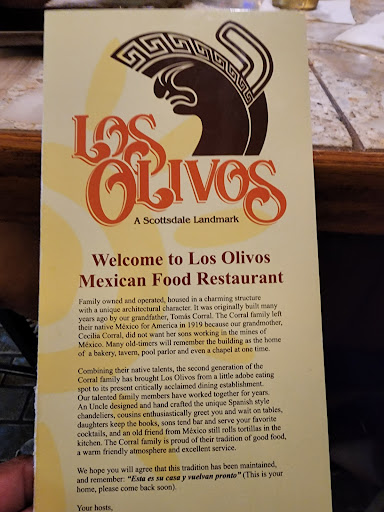 LOS
OLIVOS
A Scottsdale Landmark
Welcome to Los Olivos
Mexican Food Restaurant
Family owned and operated, housed in a charming structure
with a unique architectural character. It was originally built many
years ago by our grandfather, Tomás Corral. The Corral family left
their native México for America in 1919 because our grandmother,
Cecilia Corral, did not want her sons working in the mines of
México. Many old-timers will remember the building as the home
of a bakery, tavern, pool parlor and even a chapel at one time.
Combining their native talents, the second generation of the
Corral family has brought Los Olivos from a little adobe eating
spot to its present critically acclaimed dining establishment.
Our talented family members have worked together for years.
An Uncle designed and hand crafted the unique Spanish style
chandeliers, cousins enthusiastically greet you and wait on tables,
daughters keep the books, sons tend bar and serve your favorite
cocktails, and an old friend from México still rolls tortillas in the
kitchen. The Corral family is proud of their tradition of good food,
a warm friendly atmosphere and excellent service.
We hope you will agree that this tradition has been maintained,
and remember: "Esta es su casa y vuelvan pronto" (This is your
home, please come back soon).
Your hosts,